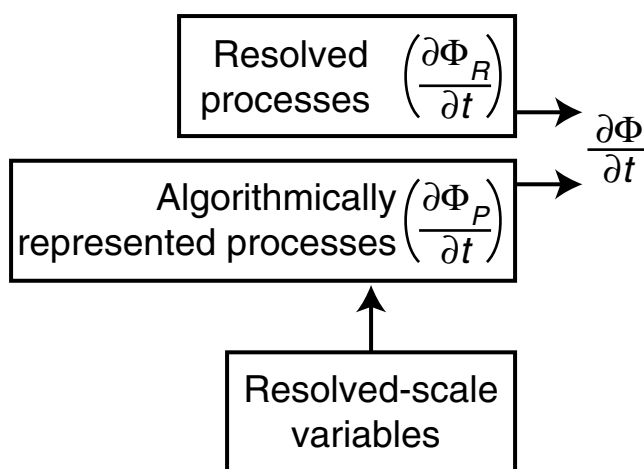 Resolved
processes (∂Φ_R/∂t)
∂Φ/∂t
Algorithmically
represented processes (∂Φ_P/∂t)
Resolved-scale
variables